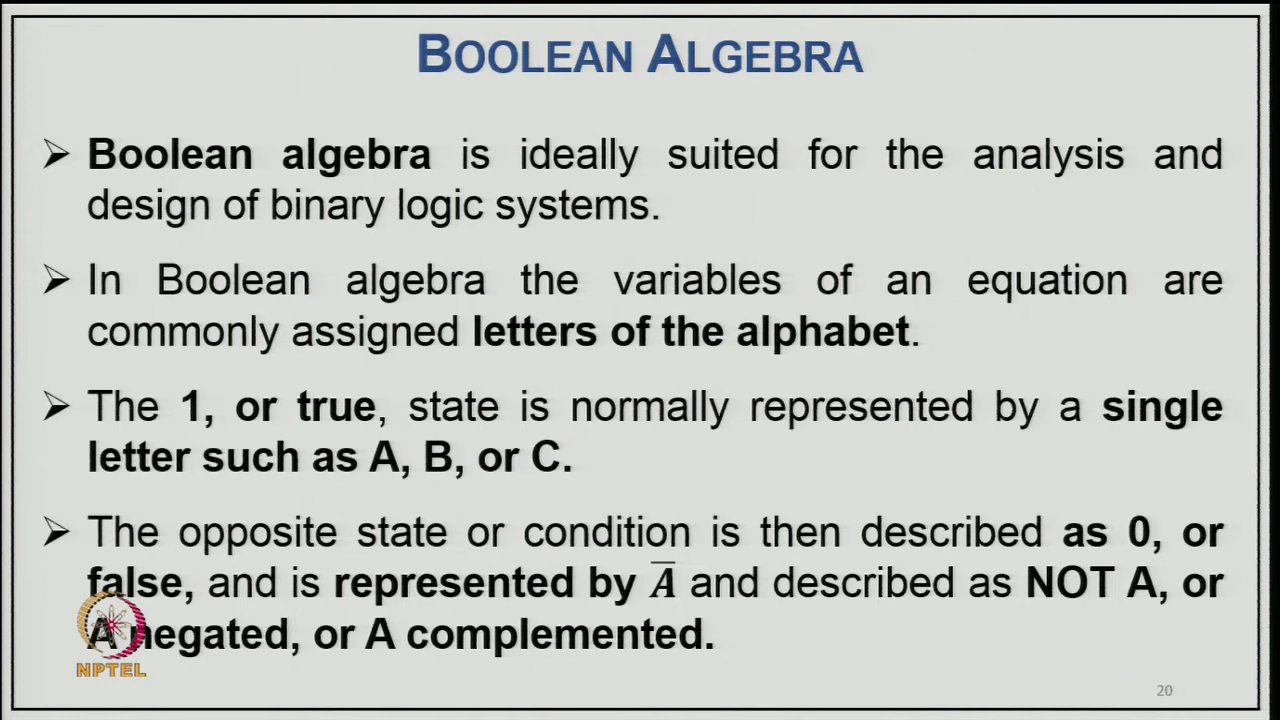 BOOLEAN ALGEBRA
➢ Boolean algebra is ideally suited for the analysis and
design of binary logic systems.
➢ In Boolean algebra the variables of an equation are
commonly assigned letters of the alphabet.
➢ The 1, or true, state is normally represented by a single
letter such as A, B, or C.
➢ The opposite state or condition is then described as 0, or
false, and is represented by A̅ and described as NOT A, or
A negated, or A complemented.
NPTEL
20